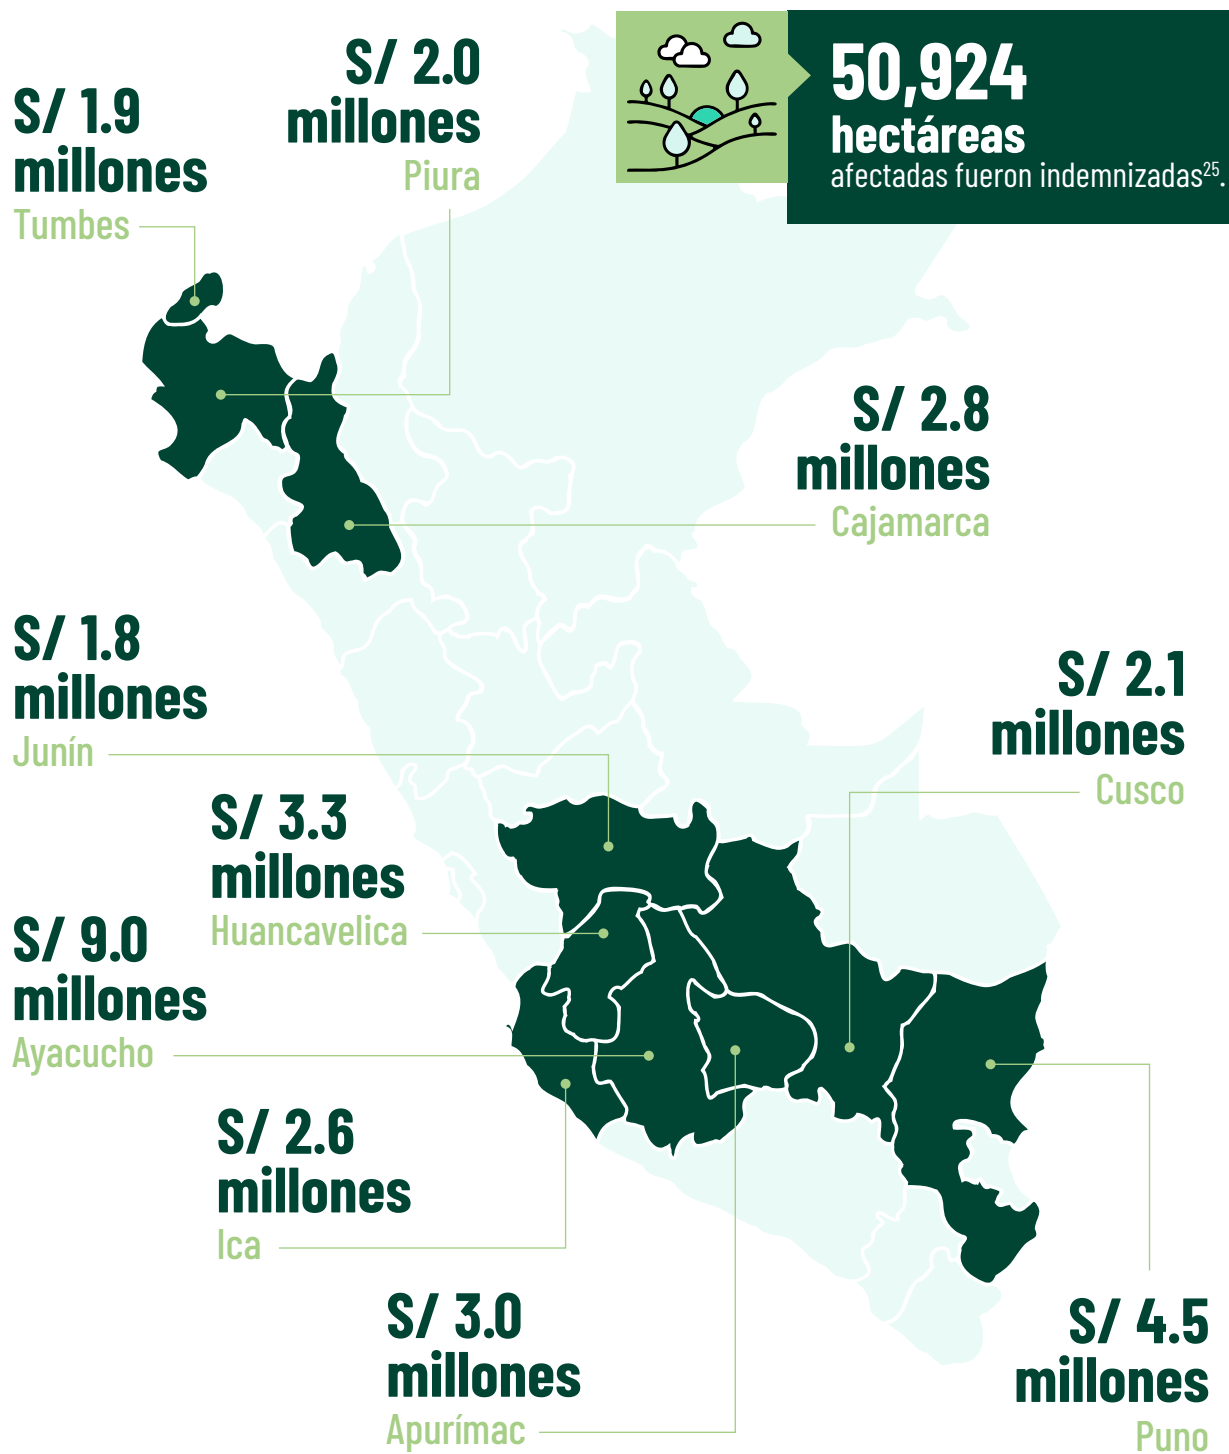 50,924
hectáreas
afectadas fueron indemnizadas²⁵.
S/ 2.0
millones
Piura
S/ 1.9
millones
Tumbes
S/ 2.8
millones
Cajamarca
S/ 1.8
millones
Junín
S/ 2.1
millones
Cusco
S/ 3.3
millones
Huancavelica
S/ 9.0
millones
Ayacucho
S/ 2.6
millones
Ica
S/ 3.0
millones
Apurímac
S/ 4.5
millones
Puno